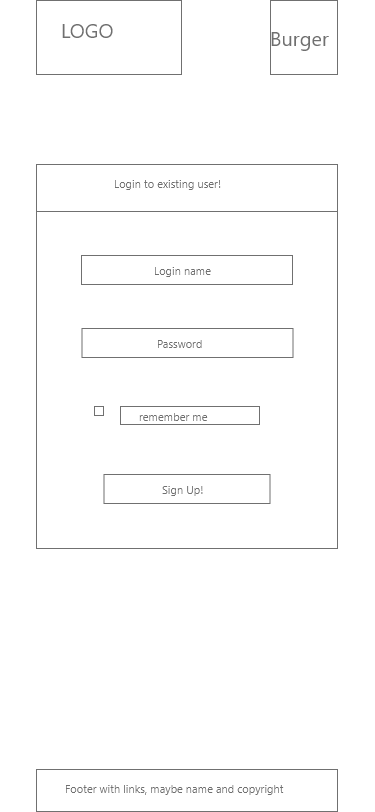 LOGO
Burger
Login to existing user!
Login name
Password
remember me
Sign Up!
Footer with links, maybe name and copyright